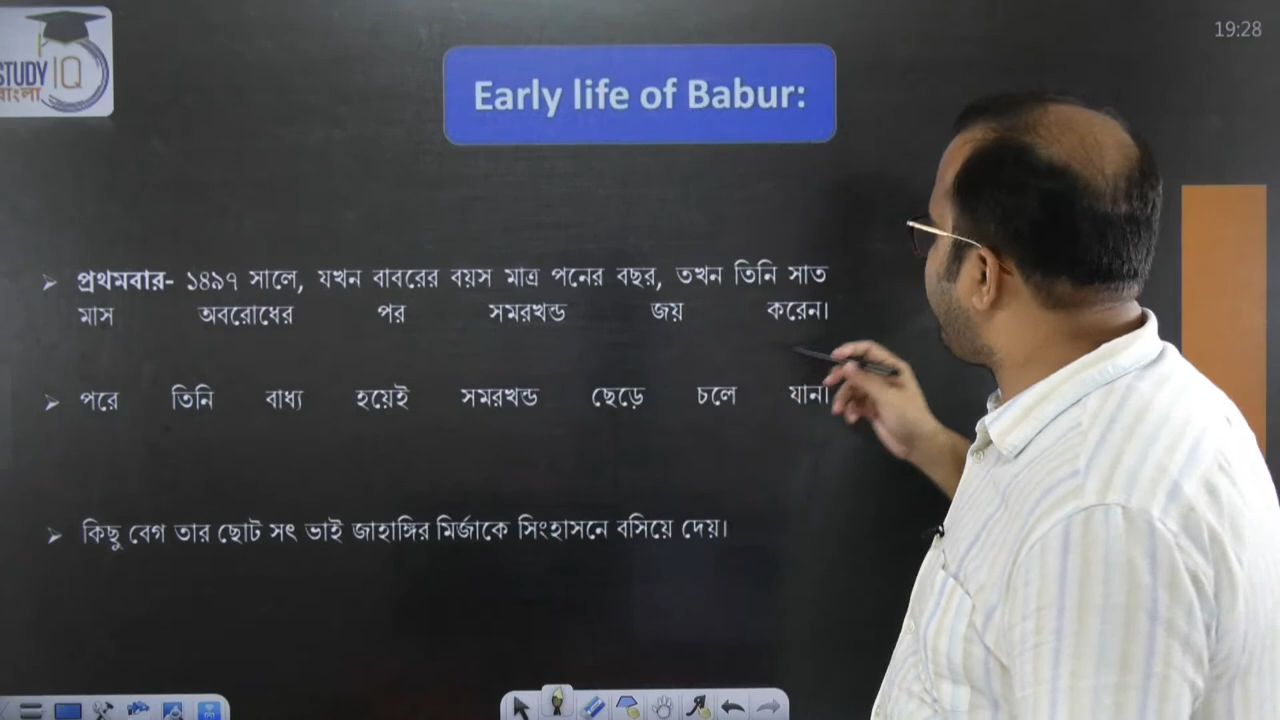 19:28
STUDY IQ
বাংলা
Early life of Babur:
➢ প্রথমবার- ১৪৯৭ সালে, যখন বাবরের বয়স মাত্র পনের বছর, তখন তিনি সাত
মাস অবরোধের পর সমরখন্ড জয় করেন।
➢ পরে তিনি বাধ্য হয়েই সমরখন্ড ছেড়ে চলে যান।
➢ কিছু বেগ তার ছোট সৎ ভাই জাহাঙ্গির মির্জাকে সিংহাসনে বসিয়ে দেয়।